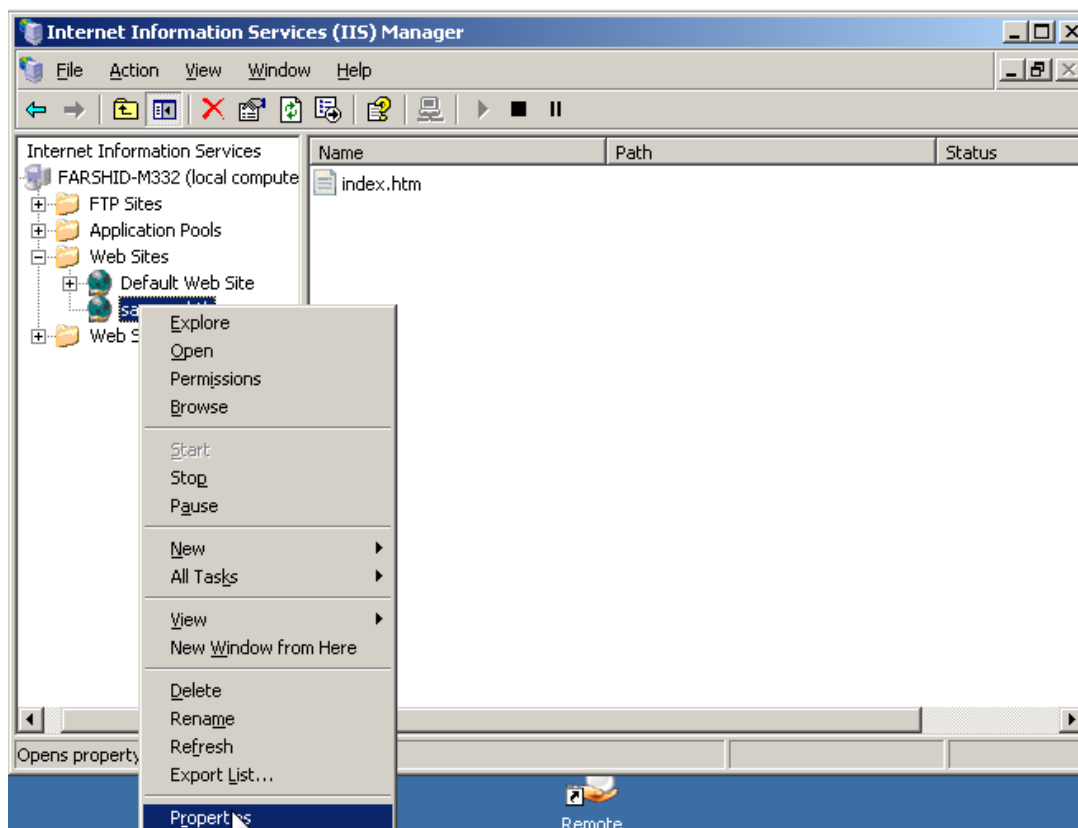 Internet Information Services (IIS) Manager
File Action View Window Help
Internet Information Services
Name Path Status
FARSHID-M332 (local compute
index.htm
FTP Sites
Application Pools
Web Sites
Default Web Site
Web S
Explore
Open
Permissions
Browse
Start
Stop
Pause
New
All Tasks
View
New Window from Here
Delete
Rename
Refresh
Export List...
Properties
Opens property
Remote